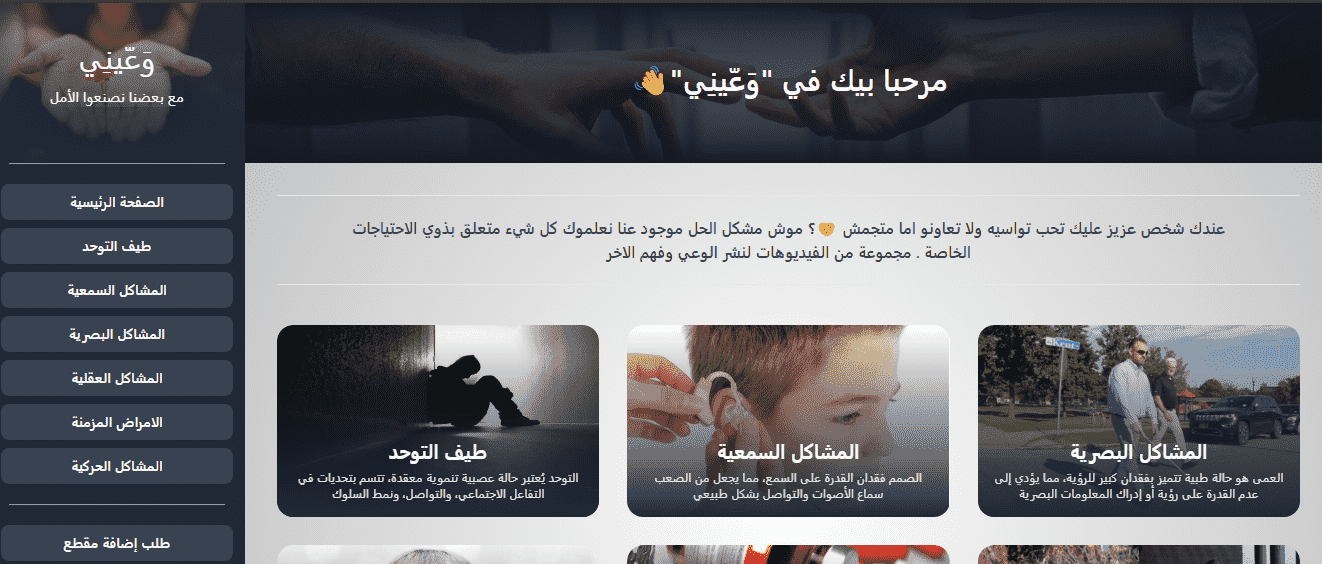 وَعّينِي
مع بعضنا نصنعوا الأمل
الصفحة الرئيسية
طيف التوحد
المشاكل السمعية
المشاكل البصرية
المشاكل العقلية
الامراض المزمنة
المشاكل الحركية
طلب إضافة مقطع
مرحبا بيك في "وَعّينِي"👋
عندك شخص عزيز عليك تحب تواسيه ولا تعاونو اما متجمش 🥺؟ موش مشكل الحل موجود عنا نعلموك كل شيء متعلق بذوي الاحتياجات
الخاصة . مجموعة من الفيديوهات لنشر الوعي وفهم الاخر
Kent
المشاكل البصرية
العمى هو حالة طبية تتميز بفقدان كبير للرؤية، مما يؤدي إلى
عدم القدرة على رؤية أو إدراك المعلومات البصرية
المشاكل السمعية
الصمم فقدان القدرة على السمع، مما يجعل من الصعب
سماع الأصوات والتواصل بشكل طبيعي
طيف التوحد
التوحد يُعتبر حالة عصبية تنموية معقدة، تتسم بتحديات في
التفاعل الاجتماعي، والتواصل، ونمط السلوك